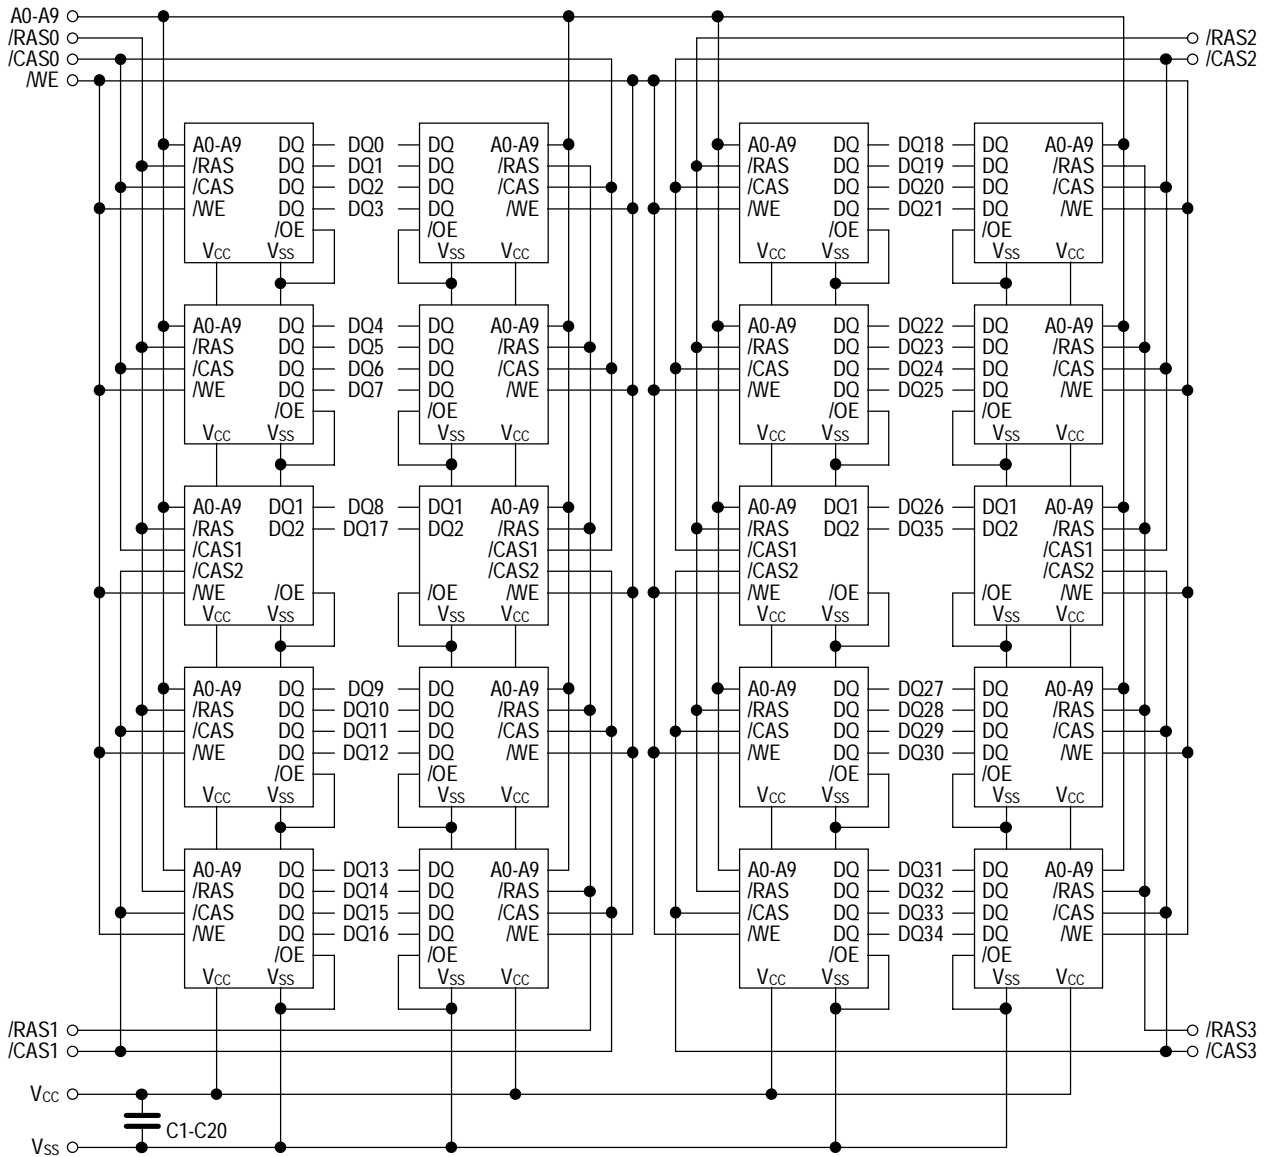 A0-A9
/RAS0 /RAS2
/CAS0 /CAS2
/WE
A0-A9 DQ DQ0 DQ A0-A9 A0-A9 DQ DQ18 DQ A0-A9
/RAS DQ DQ1 DQ /RAS /RAS DQ DQ19 DQ /RAS
/CAS DQ DQ2 DQ /CAS /CAS DQ DQ20 DQ /CAS
/WE DQ DQ3 DQ /WE /WE DQ DQ21 DQ /WE
/OE /OE /OE /OE
VCC VSS VSS VCC VCC VSS VSS VCC
A0-A9 DQ DQ4 DQ A0-A9 A0-A9 DQ DQ22 DQ A0-A9
/RAS DQ DQ5 DQ /RAS /RAS DQ DQ23 DQ /RAS
/CAS DQ DQ6 DQ /CAS /CAS DQ DQ24 DQ /CAS
/WE DQ DQ7 DQ /WE /WE DQ DQ25 DQ /WE
/OE /OE /OE /OE
VCC VSS VSS VCC VCC VSS VSS VCC
A0-A9 DQ1 DQ8 DQ1 A0-A9 A0-A9 DQ1 DQ26 DQ1 A0-A9
/RAS DQ2 DQ17 DQ2 /RAS /RAS DQ2 DQ35 DQ2 /RAS
/CAS1 /CAS1 /CAS1 /CAS1
/CAS2 /CAS2 /CAS2 /CAS2
/WE /OE /OE /WE /WE /OE /OE /WE
VCC VSS VSS VCC VCC VSS VSS VCC
A0-A9 DQ DQ9 DQ A0-A9 A0-A9 DQ DQ27 DQ A0-A9
/RAS DQ DQ10 DQ /RAS /RAS DQ DQ28 DQ /RAS
/CAS DQ DQ11 DQ /CAS /CAS DQ DQ29 DQ /CAS
/WE DQ DQ12 DQ /WE /WE DQ DQ30 DQ /WE
/OE /OE /OE /OE
VCC VSS VSS VCC VCC VSS VSS VCC
A0-A9 DQ DQ13 DQ A0-A9 A0-A9 DQ DQ31 DQ A0-A9
/RAS DQ DQ14 DQ /RAS /RAS DQ DQ32 DQ /RAS
/CAS DQ DQ15 DQ /CAS /CAS DQ DQ33 DQ /CAS
/WE DQ DQ16 DQ /WE /WE DQ DQ34 DQ /WE
/OE /OE /OE /OE
VCC VSS VSS VCC VCC VSS VSS VCC
/RAS1 /RAS3
/CAS1 /CAS3
VCC
C1-C20
VSS